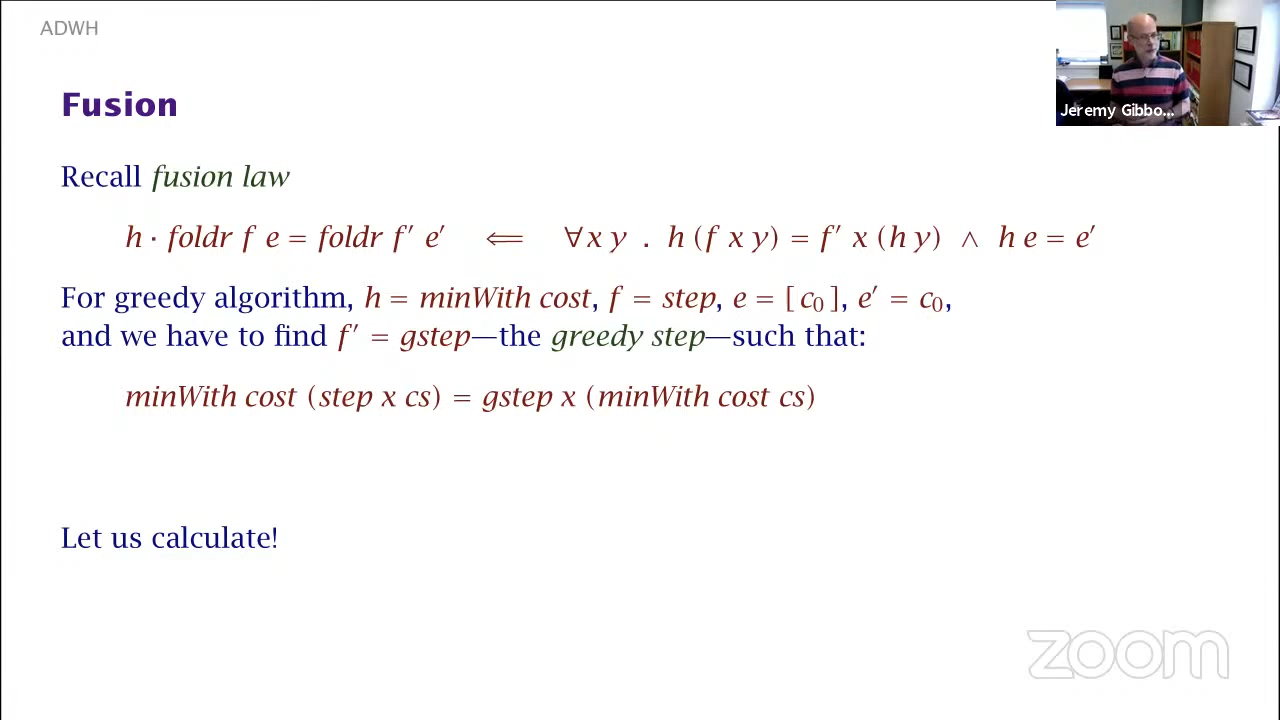 ADWH
Jeremy Gibbo...
Fusion
Recall fusion law
h · foldr f e = foldr f′ e′ ⟸ ∀x y . h (f x y) = f′ x (h y) ∧ h e = e′
For greedy algorithm, h = minWith cost, f = step, e = [c₀], e′ = c₀,
and we have to find f′ = gstep—the greedy step—such that:
minWith cost (step x cs) = gstep x (minWith cost cs)
Let us calculate!
zoom